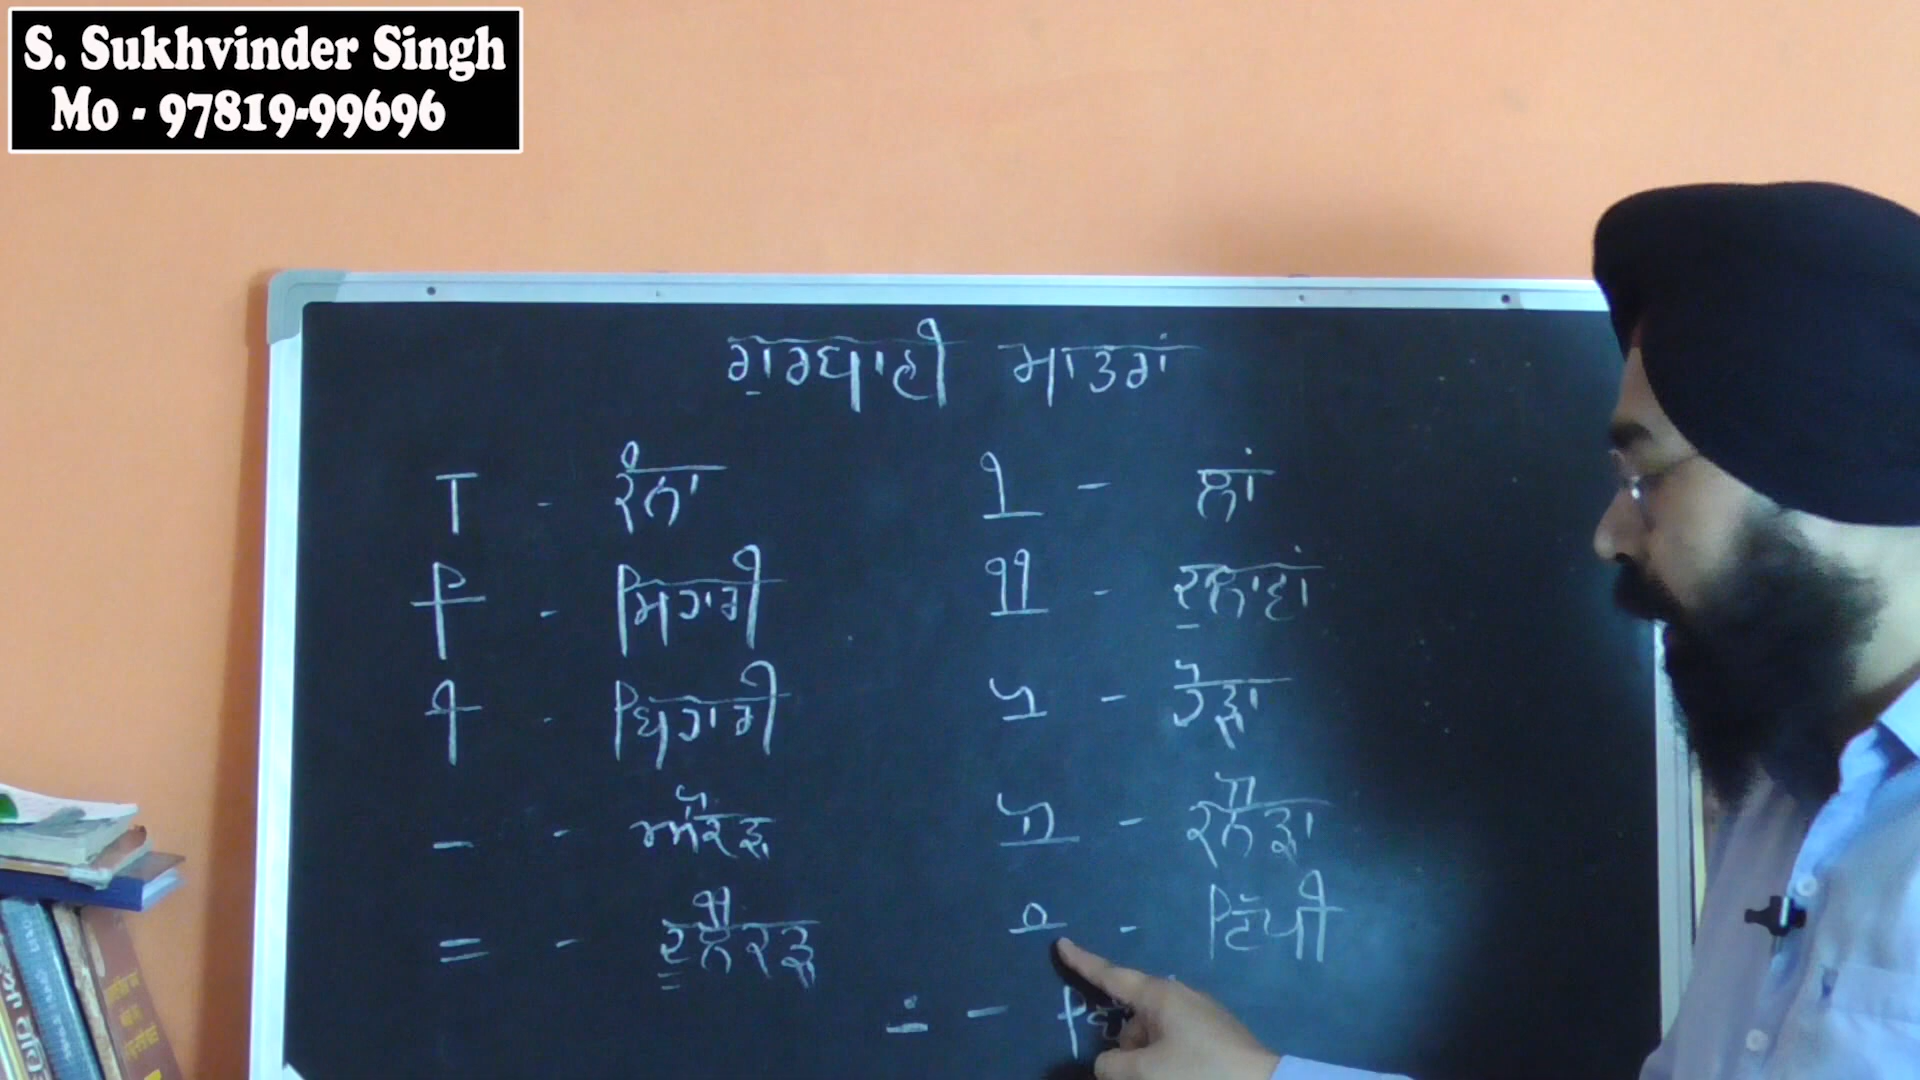 S. Sukhvinder Singh
Mo - 97819-99696
ਗੁਰਬਾਣੀ ਮਾਤਰਾਂ
ਾ - ਕੰਨਾ ੇ - ਲਾਂ
ਿ - ਸਿਹਾਰੀ ੈ - ਦੁਲਾਵਾਂ
ੀ - ਬਿਹਾਰੀ ੋ - ਹੋੜਾ
ੁ - ਔਂਕੜ ੌ - ਕਨੌੜਾ
ੂ - ਦੂਲੈਂਕੜ ੰ - ਟਿੱਪੀ
ਂ -